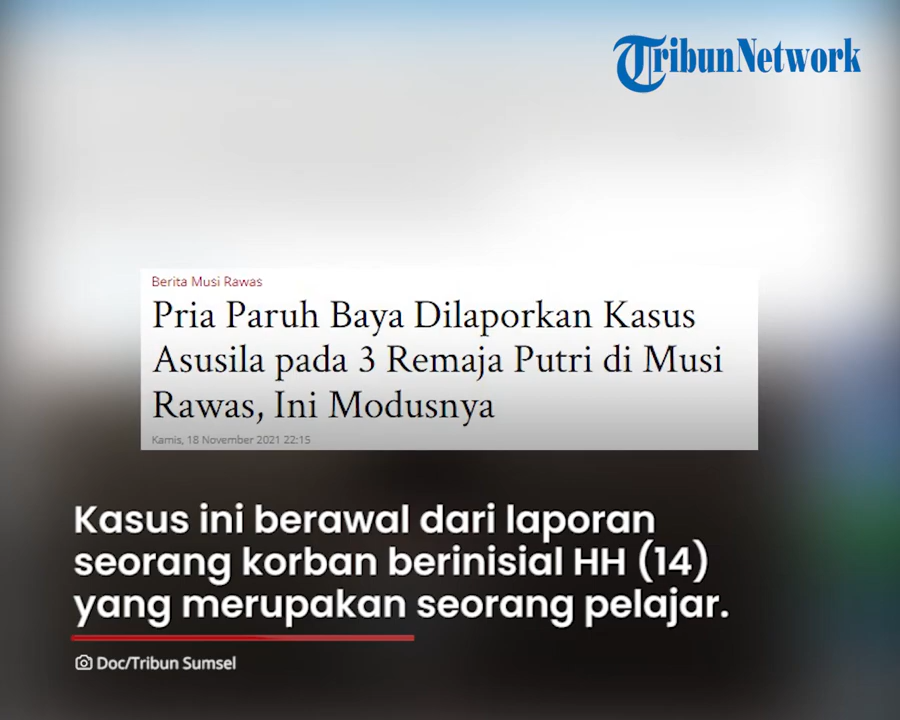 Tribun Network
Berita Musi Rawas
Pria Paruh Baya Dilaporkan Kasus
Asusila pada 3 Remaja Putri di Musi
Rawas, Ini Modusnya
Kamis, 18 November 2021 22:15
Kasus ini berawal dari laporan
seorang korban berinisial HH (14)
yang merupakan seorang pelajar.
Doc/Tribun Sumsel